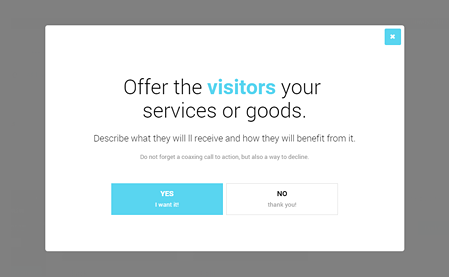 Offer the visitors your
services or goods.
Describe what they will ll receive and how they will benefit from it.
Do not forget a coaxing call to action, but also a way to decline.
YES
I want it!
NO
thank you!